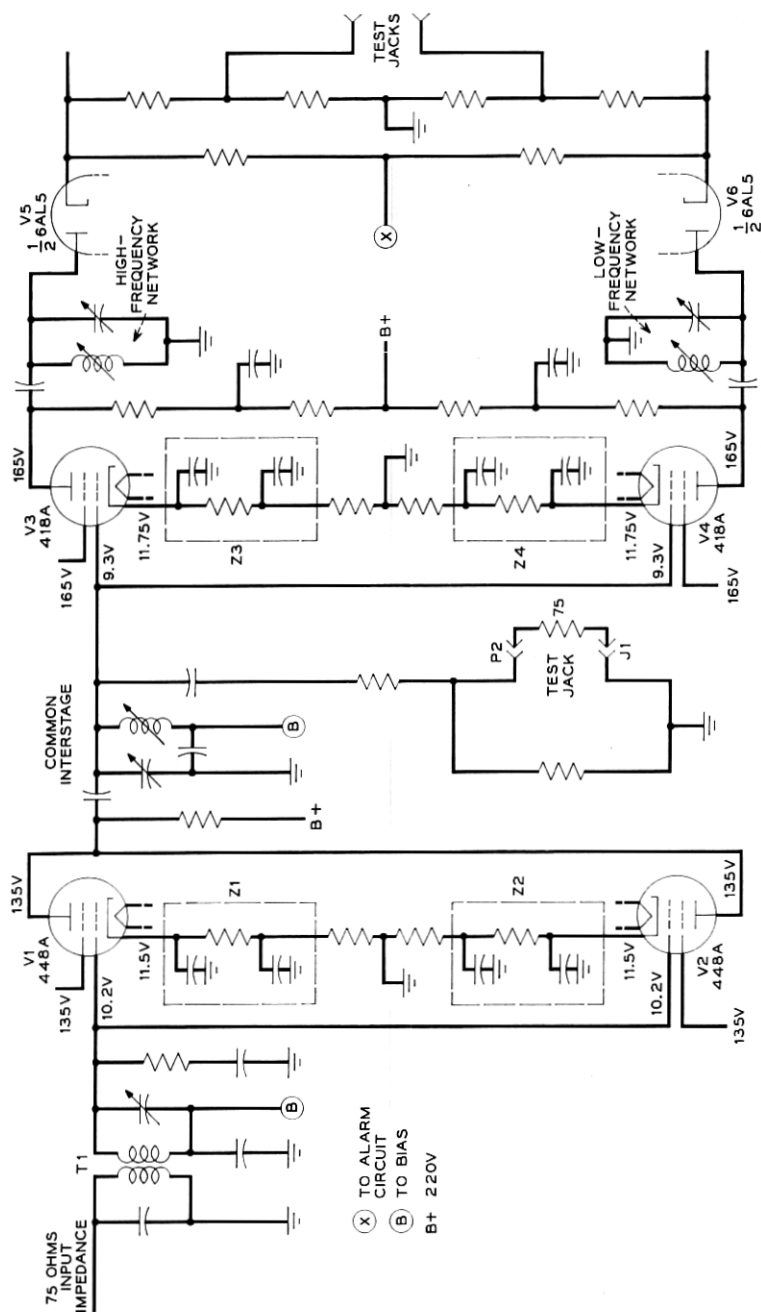 75 OHMS
INPUT
IMPEDANCE
T1
X TO ALARM
CIRCUIT
B TO BIAS
B+ 220V
B
135V
10.2V
V1
448A
135V
11.5V
Z1
Z2
11.5V
10.2V
V2
448A
135V
135V
B+
COMMON
INTERSTAGE
B
P2
75
TEST
JACK
J1
165V
9.3V
V3
418A
165V
11.75V
Z3
Z4
11.75V
9.3V
V4
418A
165V
165V
B+
HIGH-
FREQUENCY
NETWORK
LOW-
FREQUENCY
NETWORK
V5
1/2 6AL5
X
V6
1/2 6AL5
TEST
JACKS